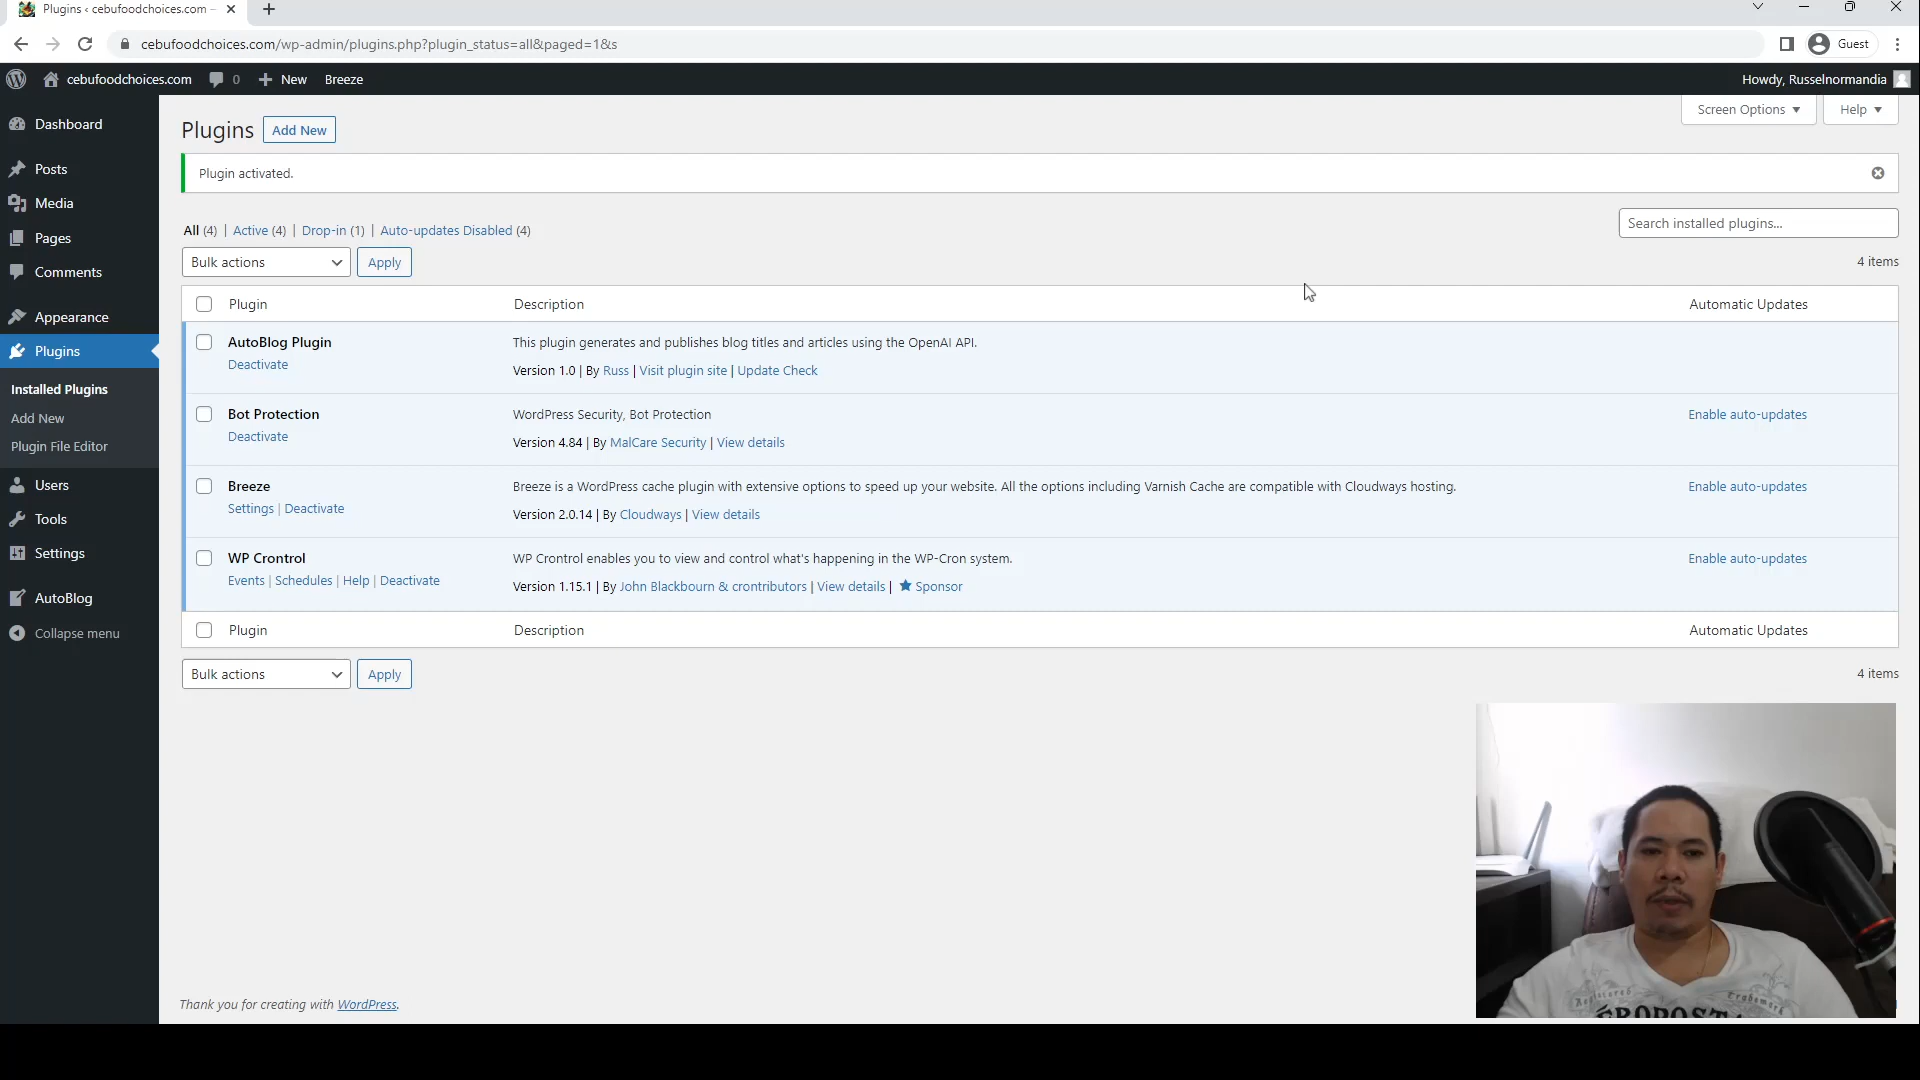 Plugins < cebufoodchoices.com –
cebufoodchoices.com/wp-admin/plugins.php?plugin_status=all&paged=1&s
Guest
cebufoodchoices.com 0 New Breeze
Howdy, Russelnormandia
Screen Options
Help
Dashboard
Posts
Media
Pages
Comments
Appearance
Plugins
Installed Plugins
Add New
Plugin File Editor
Users
Tools
Settings
AutoBlog
Collapse menu
Plugins Add New
Plugin activated.
All (4) | Active (4) | Drop-in (1) | Auto-updates Disabled (4)
Search installed plugins...
Bulk actions Apply
4 items
Plugin Description Automatic Updates
AutoBlog Plugin
Deactivate
This plugin generates and publishes blog titles and articles using the OpenAI API.
Version 1.0 | By Russ | Visit plugin site | Update Check
Bot Protection
Deactivate
WordPress Security, Bot Protection
Version 4.84 | By MalCare Security | View details
Enable auto-updates
Breeze
Settings | Deactivate
Breeze is a WordPress cache plugin with extensive options to speed up your website. All the options including Varnish Cache are compatible with Cloudways hosting.
Version 2.0.14 | By Cloudways | View details
Enable auto-updates
WP Crontrol
Events | Schedules | Help | Deactivate
WP Crontrol enables you to view and control what's happening in the WP-Cron system.
Version 1.15.1 | By John Blackbourn & crontributors | View details | Sponsor
Enable auto-updates
Plugin Description Automatic Updates
Bulk actions Apply
4 items
Registered Trademark
Thank you for creating with WordPress.